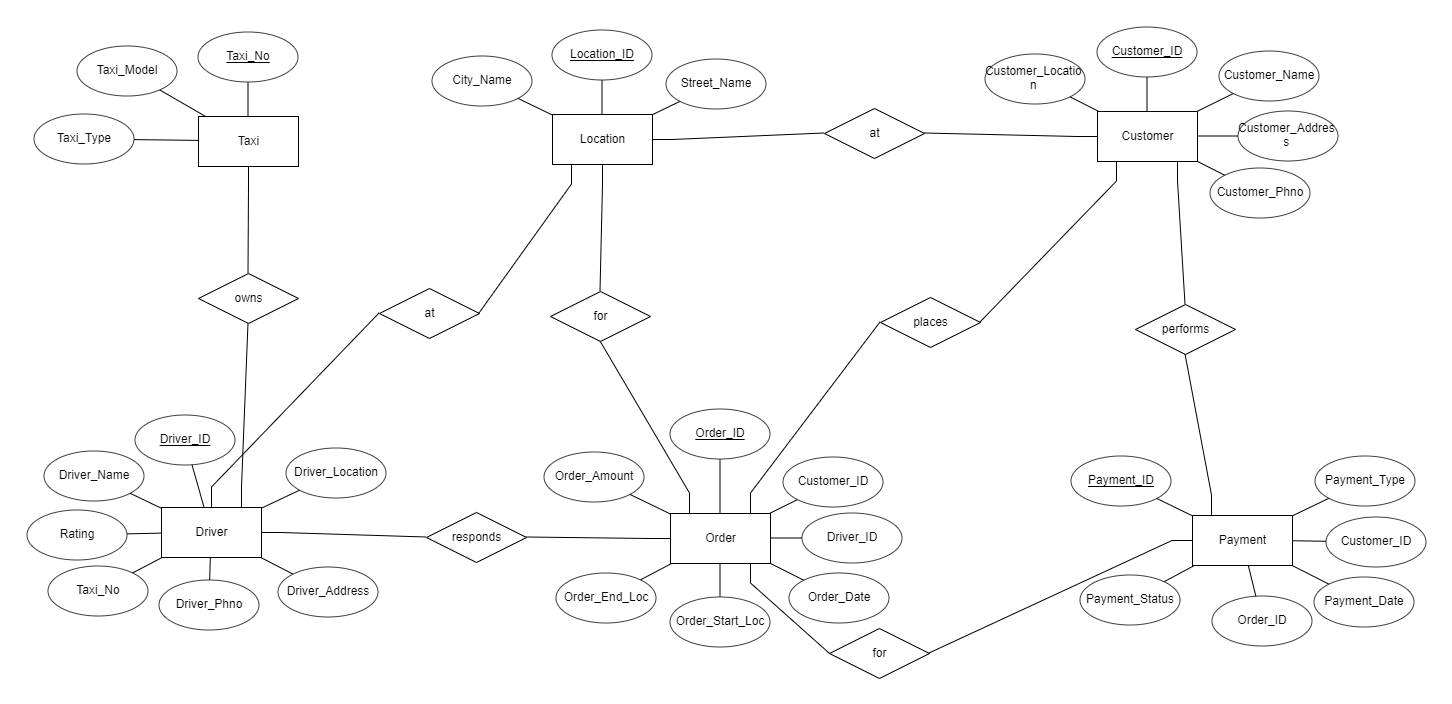 Taxi_No
Taxi_Model
Taxi_Type
Taxi
Location_ID
City_Name
Street_Name
Location
Customer_ID
Customer_Locatio
n
Customer_Name
Customer_Addres
s
Customer_Phno
Customer
at
owns
at
for
places
performs
Driver_ID
Driver_Name
Driver_Location
Rating
Driver
Taxi_No
Driver_Phno
Driver_Address
responds
Order_ID
Order_Amount
Customer_ID
Order
Driver_ID
Order_End_Loc
Order_Start_Loc
Order_Date
for
Payment_ID
Payment_Type
Payment
Customer_ID
Payment_Status
Order_ID
Payment_Date